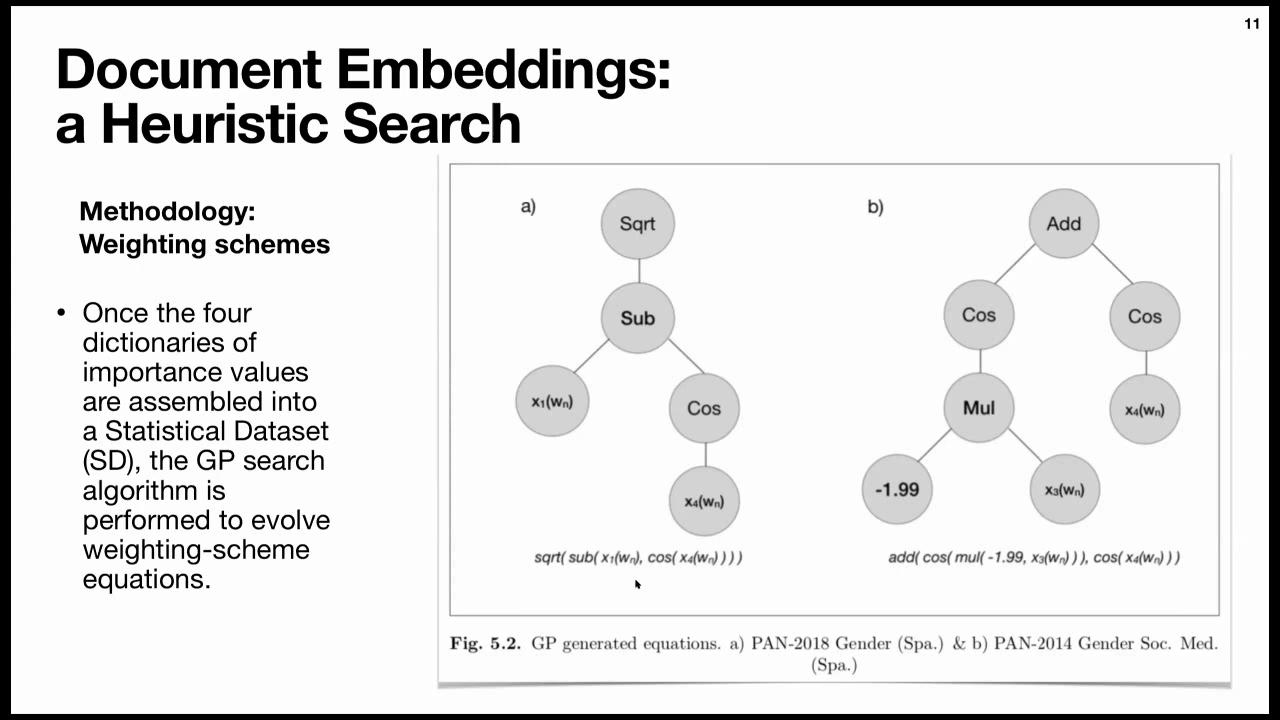 11
Document Embeddings:
a Heuristic Search
Methodology:
Weighting schemes
• Once the four
dictionaries of
importance values
are assembled into
a Statistical Dataset
(SD), the GP search
algorithm is
performed to evolve
weighting-scheme
equations.
a)
Sqrt
Sub
x₁(wₙ)
Cos
x₄(wₙ)
sqrt( sub( x₁(wₙ), cos( x₄(wₙ) ) ) )
b)
Add
Cos
Cos
Mul
x₄(wₙ)
-1.99
x₃(wₙ)
add( cos( mul( -1.99, x₃(wₙ) ) ), cos( x₄(wₙ) ) )
Fig. 5.2. GP generated equations. a) PAN-2018 Gender (Spa.) & b) PAN-2014 Gender Soc. Med.
(Spa.)